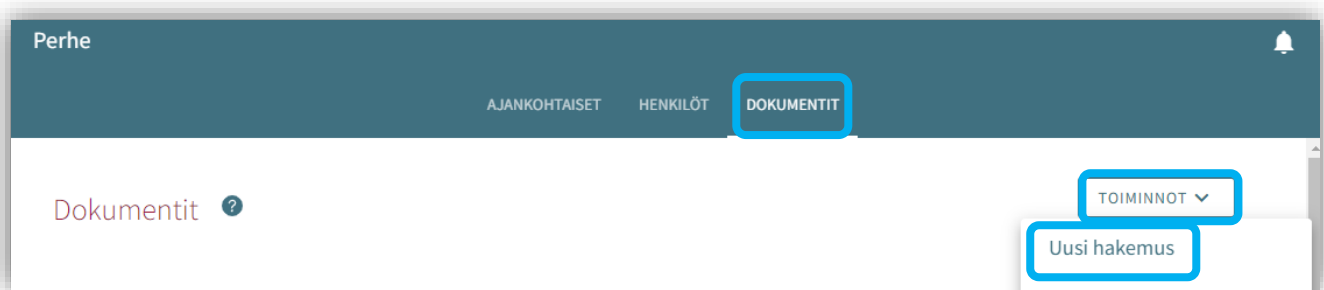 Perhe
AJANKOHTAISET HENKILÖT DOKUMENTIT
Dokumentit ?
TOIMINNOT
Uusi hakemus